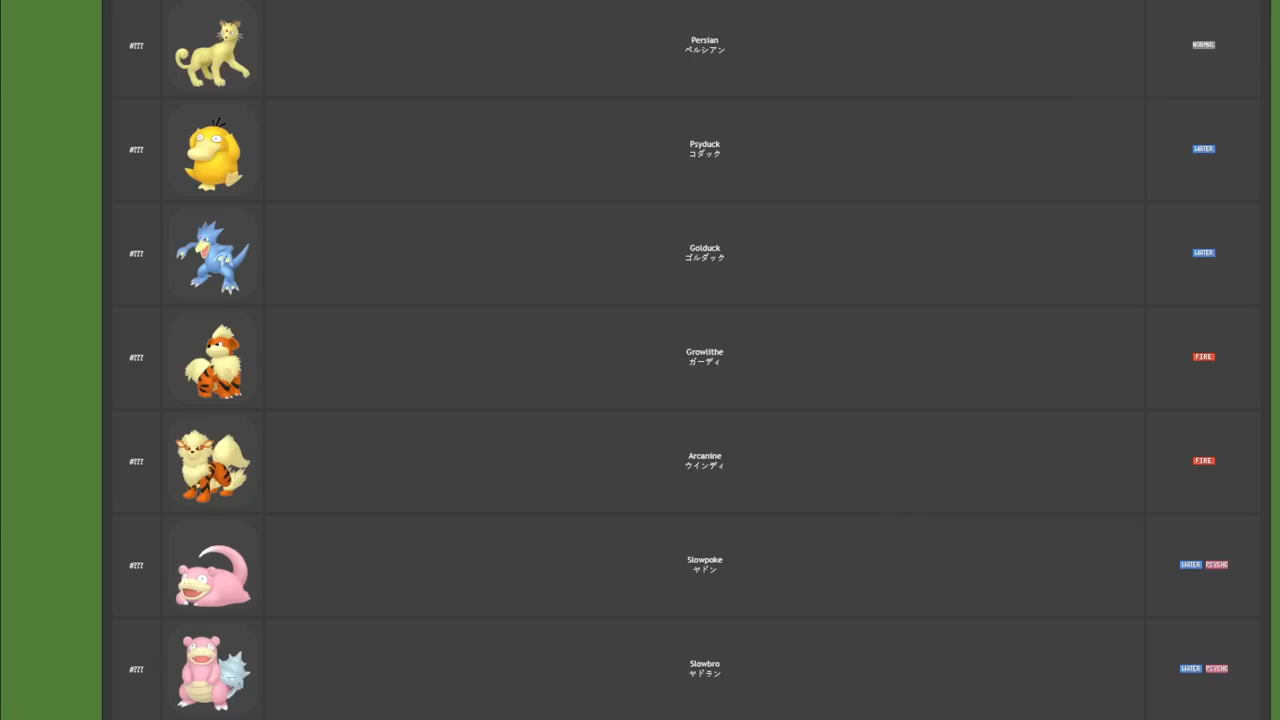 #???
Persian
ペルシアン
NORMAL
#???
Psyduck
コダック
WATER
#???
Golduck
ゴルダック
WATER
#???
Growlithe
ガーディ
FIRE
#???
Arcanine
ウインディ
FIRE
#???
Slowpoke
ヤドン
WATER PSYCHC
#???
Slowbro
ヤドラン
WATER PSYCHC